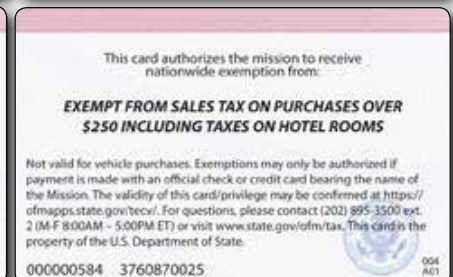 This card authorizes the mission to receive
nationwide exemption from:
EXEMPT FROM SALES TAX ON PURCHASES OVER
$250 INCLUDING TAXES ON HOTEL ROOMS
Not valid for vehicle purchases. Exemptions may only be authorized if
payment is made with an official check or credit card bearing the name of
the Mission. The validity of this card/privilege may be confirmed at https://
ofmapps.state.gov/tecv/. For questions, please contact (202) 895-3500 ext.
2 (M-F 8:00AM – 5:00PM ET) or visit www.state.gov/ofm/tax. This card is the
property of the U.S. Department of State.
000000584 3760870025
004
AC1